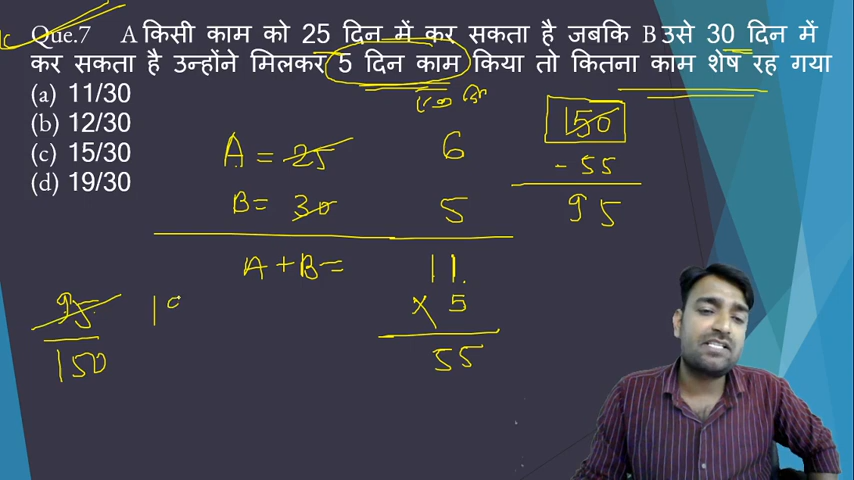 Que.7 A किसी काम को 25 दिन में कर सकता है जबकि B उसे 30 दिन में
कर सकता है उन्होंने मिलकर 5 दिन काम किया तो कितना काम शेष रह गया
(a) 11/30
(b) 12/30
(c) 15/30
(d) 19/30
150
A = 25 6
- 55
B = 30 5
95
A + B = 11
× 5
55
95
150
19